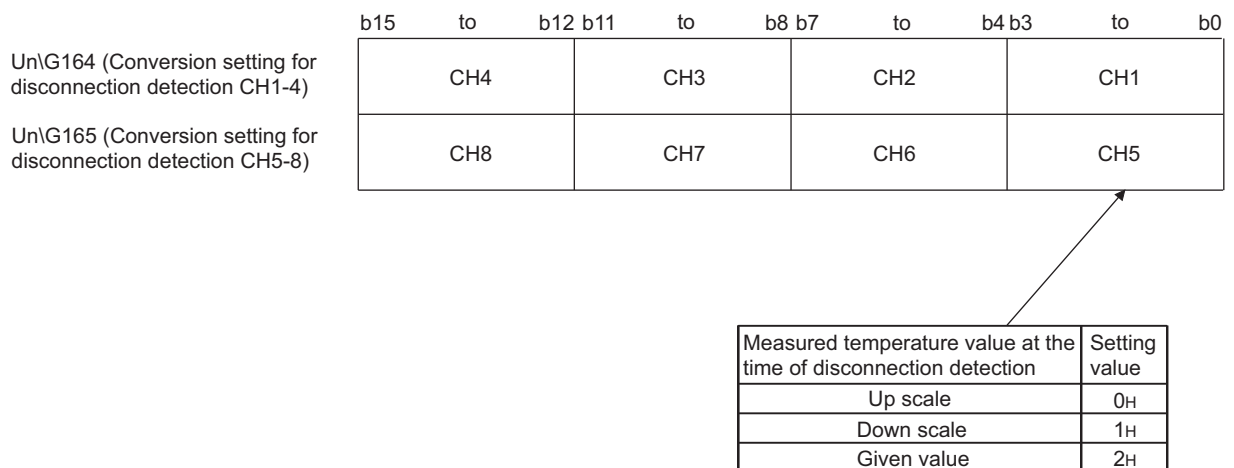 b15 to b12 b11 to b8 b7 to b4 b3 to b0
Un\G164 (Conversion setting for
disconnection detection CH1-4)
CH4 CH3 CH2 CH1
Un\G165 (Conversion setting for
disconnection detection CH5-8)
CH8 CH7 CH6 CH5
Measured temperature value at the
time of disconnection detection
Setting
value
Up scale 0H
Down scale 1H
Given value 2H